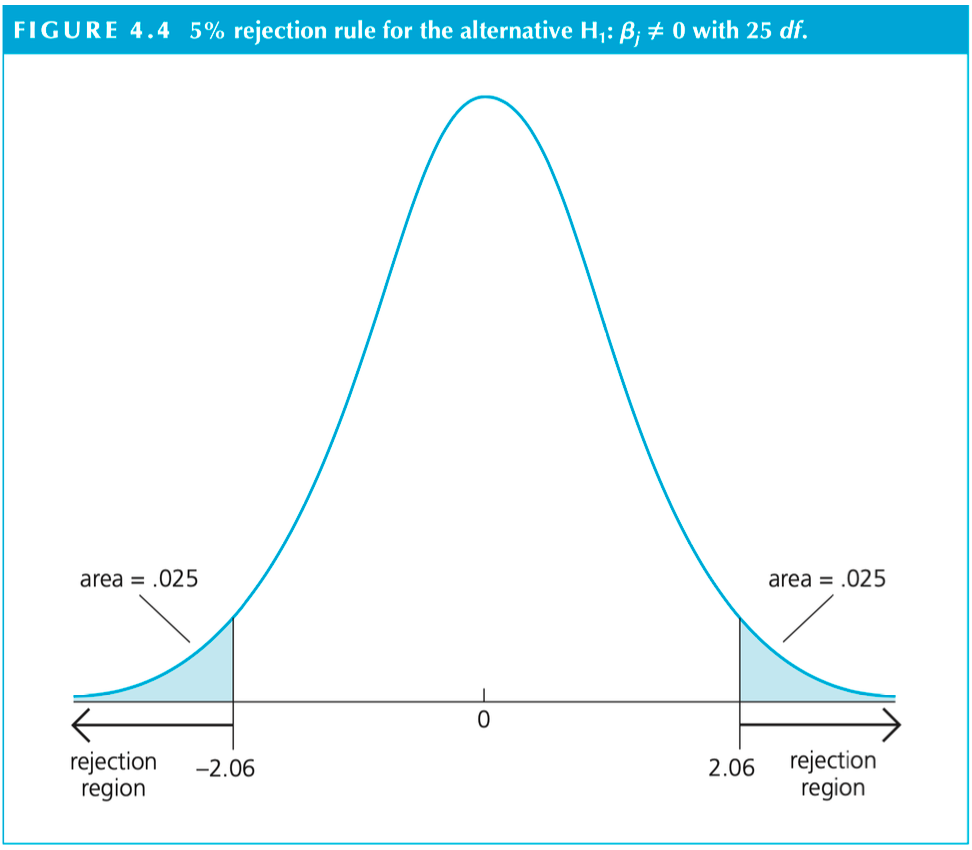 FIGURE 4.4 5% rejection rule for the alternative H₁: βⱼ ≠ 0 with 25 df.
area = .025
area = .025
0
rejection
region
–2.06
2.06
rejection
region